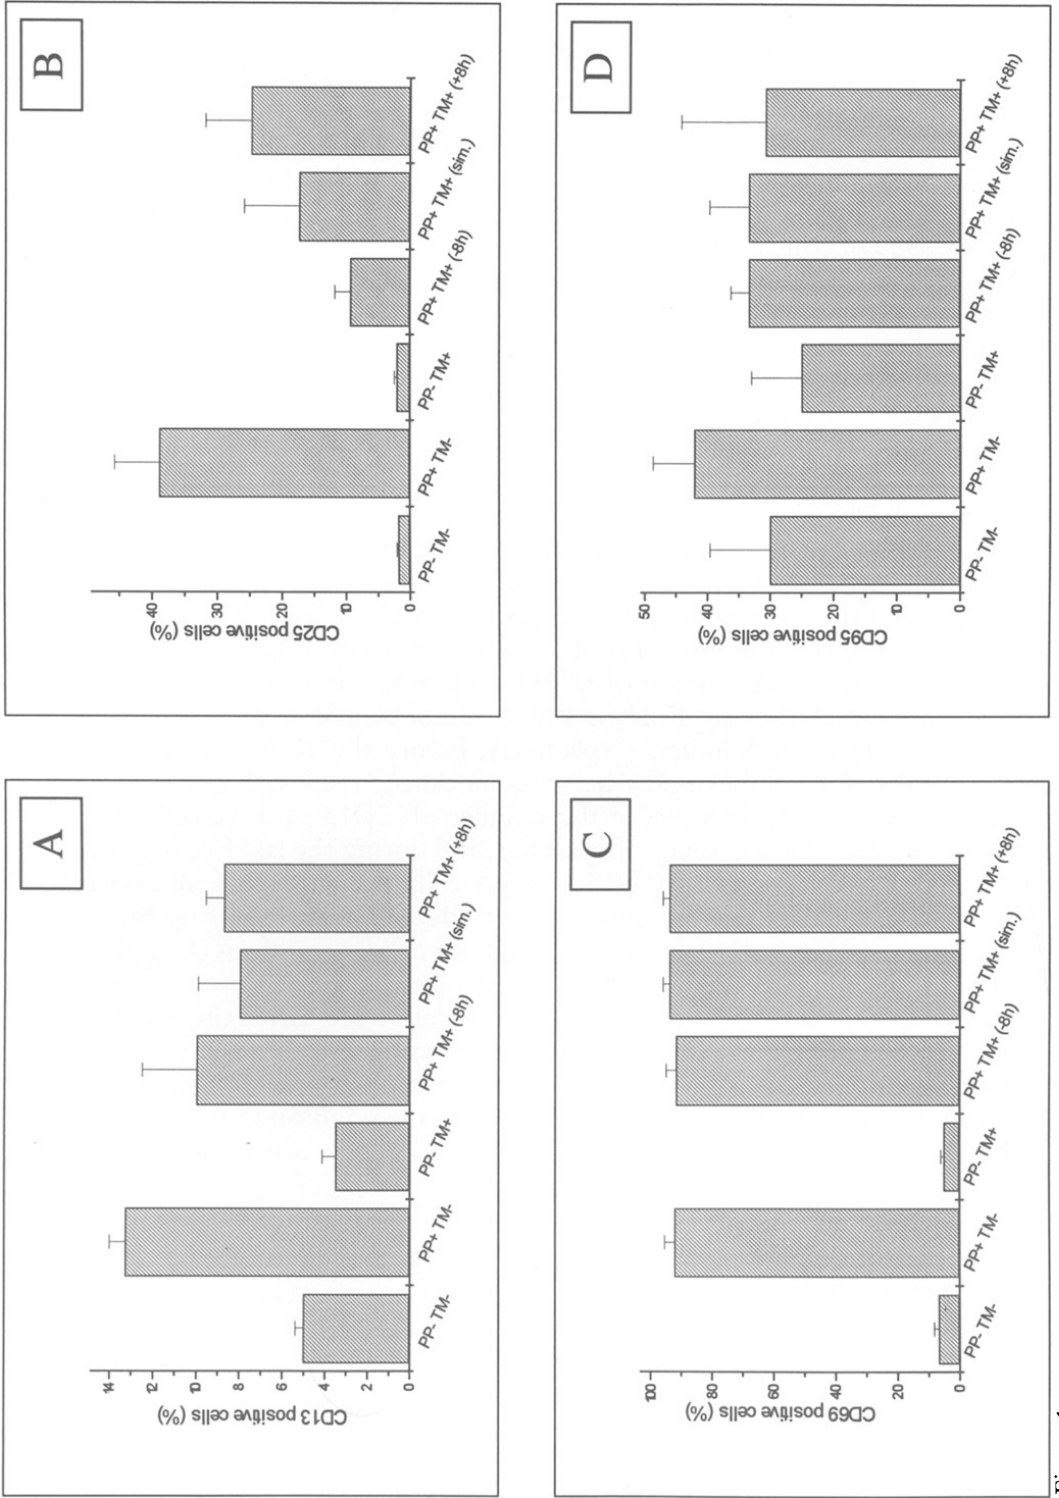 A
CD13 positive cells (%)
14
12
10
8
6
4
2
0
PP- TM-
PP+ TM-
PP- TM+
PP+ TM+ (-8h)
PP+ TM+ (sim.)
PP+ TM+ (+8h)
B
CD25 positive cells (%)
40
30
20
10
0
PP- TM-
PP+ TM-
PP- TM+
PP+ TM+ (-8h)
PP+ TM+ (sim.)
PP+ TM+ (+8h)
C
CD69 positive cells (%)
100
80
60
40
20
0
PP- TM-
PP+ TM-
PP- TM+
PP+ TM+ (-8h)
PP+ TM+ (sim.)
PP+ TM+ (+8h)
D
CD95 positive cells (%)
50
40
30
20
10
0
PP- TM-
PP+ TM-
PP- TM+
PP+ TM+ (-8h)
PP+ TM+ (sim.)
PP+ TM+ (+8h)